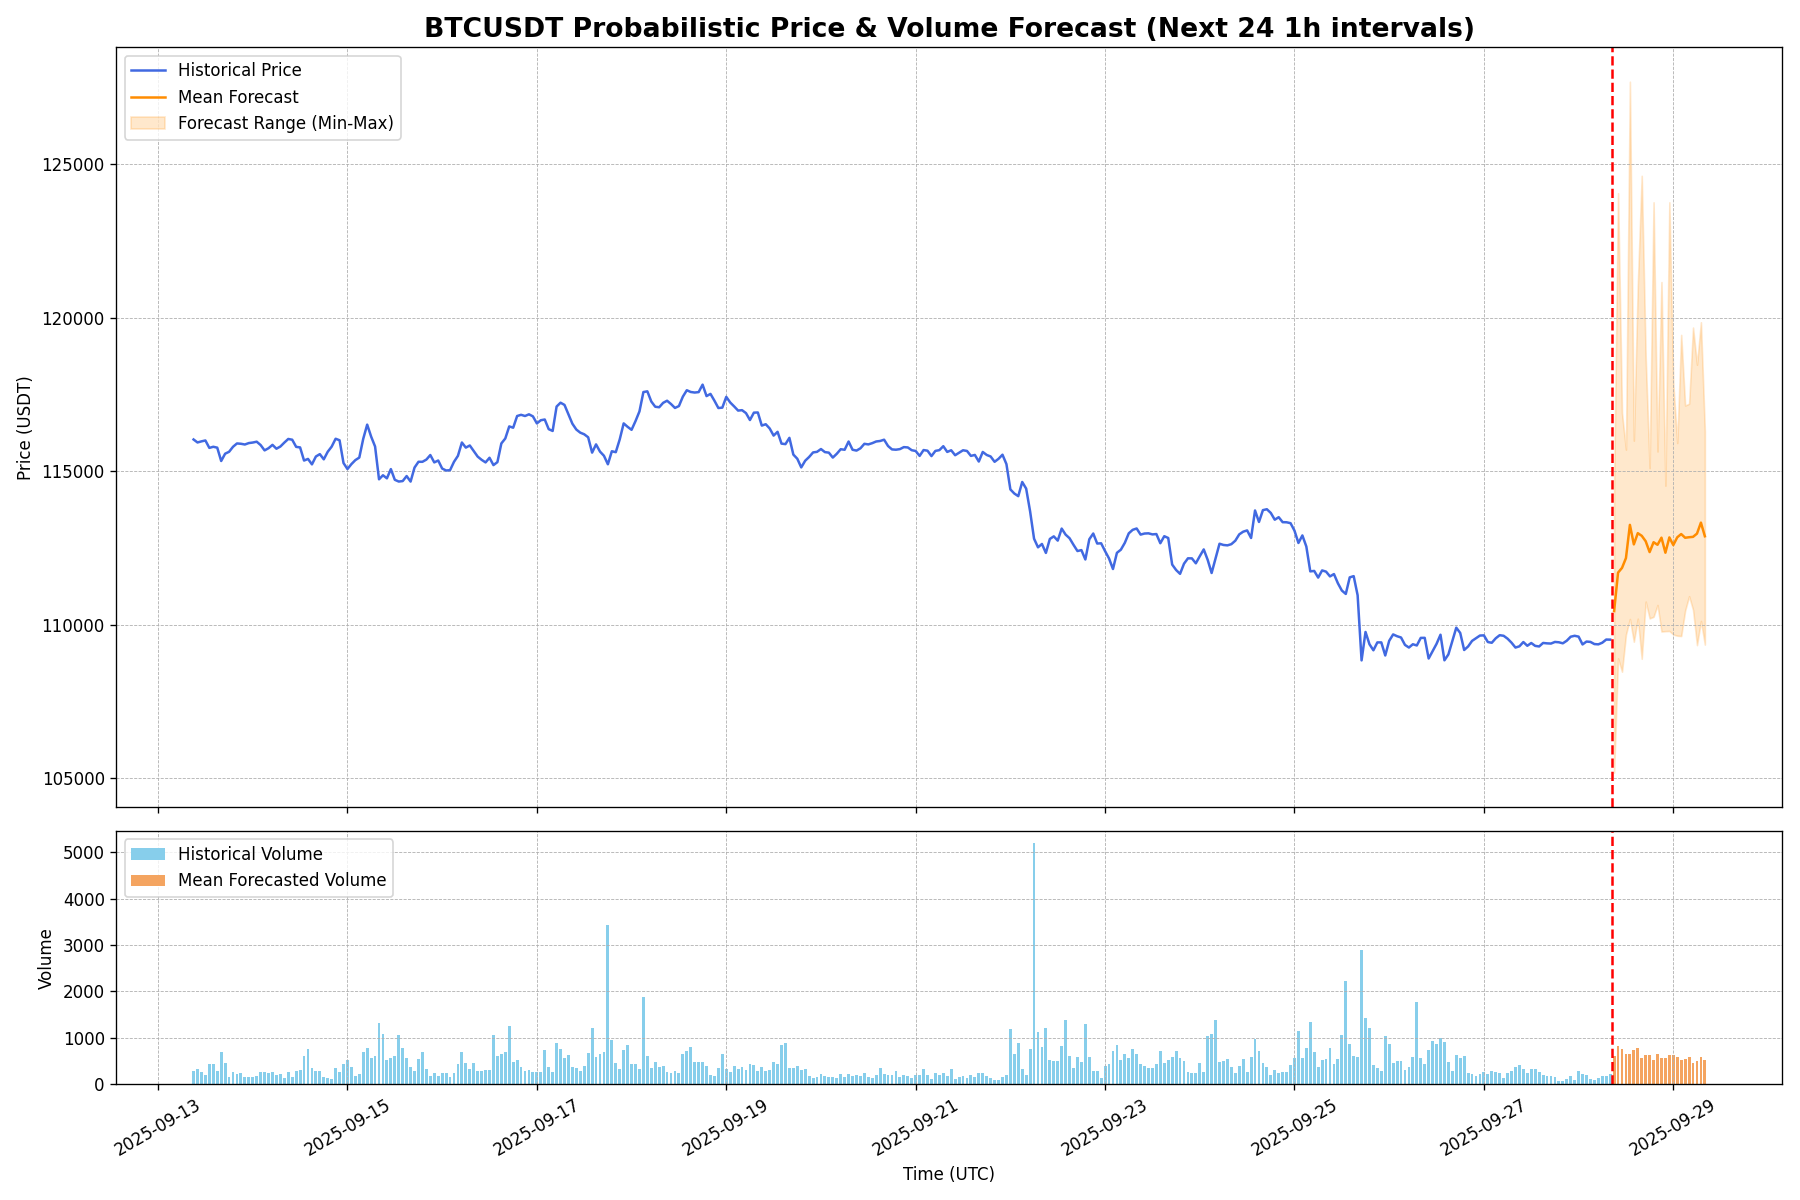 BTCUSDT Probabilistic Price & Volume Forecast (Next 24 1h intervals)
Historical Price
Mean Forecast
Forecast Range (Min-Max)
125000
120000
115000
110000
105000
Price (USDT)
Historical Volume
Mean Forecasted Volume
5000
4000
3000
2000
1000
0
Volume
2025-09-13
2025-09-15
2025-09-17
2025-09-19
2025-09-21
2025-09-23
2025-09-25
2025-09-27
2025-09-29
Time (UTC)